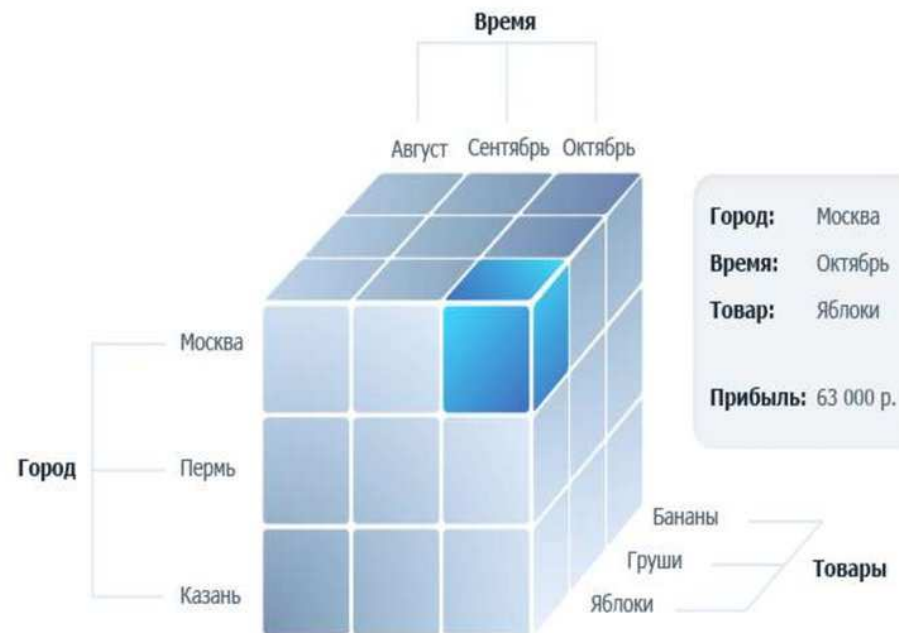 Время
Август Сентябрь Октябрь
Город: Москва
Время: Октябрь
Товар: Яблоки
Прибыль: 63 000 р.
Москва
Город
Пермь
Казань
Бананы
Груши
Яблоки
Товары